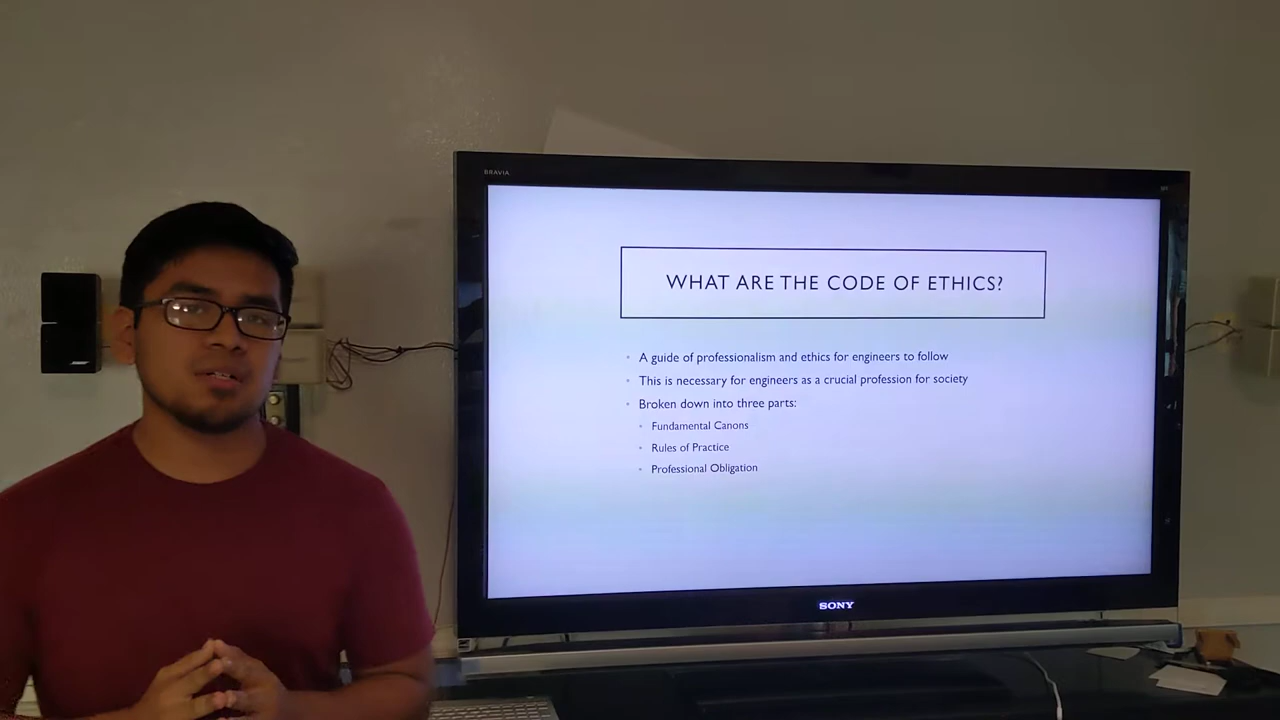 BRAVIA
WHAT ARE THE CODE OF ETHICS?
A guide of professionalism and ethics for engineers to follow
This is necessary for engineers as a crucial profession for society
Broken down into three parts:
Fundamental Canons
Rules of Practice
Professional Obligation
SONY
BOSE